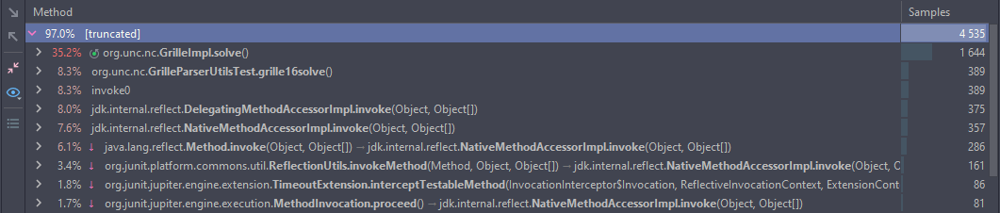 Method Samples
97.0% [truncated] 4 535
35.2% org.unc.nc.GrilleImpl.solve() 1 644
8.3% org.unc.nc.GrilleParserUtilsTest.grille16solve() 389
8.3% invoke0 389
8.0% jdk.internal.reflect.DelegatingMethodAccessorImpl.invoke(Object, Object[]) 375
7.6% jdk.internal.reflect.NativeMethodAccessorImpl.invoke(Object, Object[]) 357
6.1% ↓ java.lang.reflect.Method.invoke(Object, Object[]) → jdk.internal.reflect.NativeMethodAccessorImpl.invoke(Object, Object[]) 286
3.4% ↓ org.junit.platform.commons.util.ReflectionUtils.invokeMethod(Method, Object, Object[]) → jdk.internal.reflect.NativeMethodAccessorImpl.invoke(Object, O 161
1.8% ↓ org.junit.jupiter.engine.extension.TimeoutExtension.interceptTestableMethod(InvocationInterceptor$Invocation, ReflectiveInvocationContext, ExtensionCont 86
1.7% ↓ org.junit.jupiter.engine.execution.MethodInvocation.proceed() → jdk.internal.reflect.NativeMethodAccessorImpl.invoke(Object, Object[]) 81